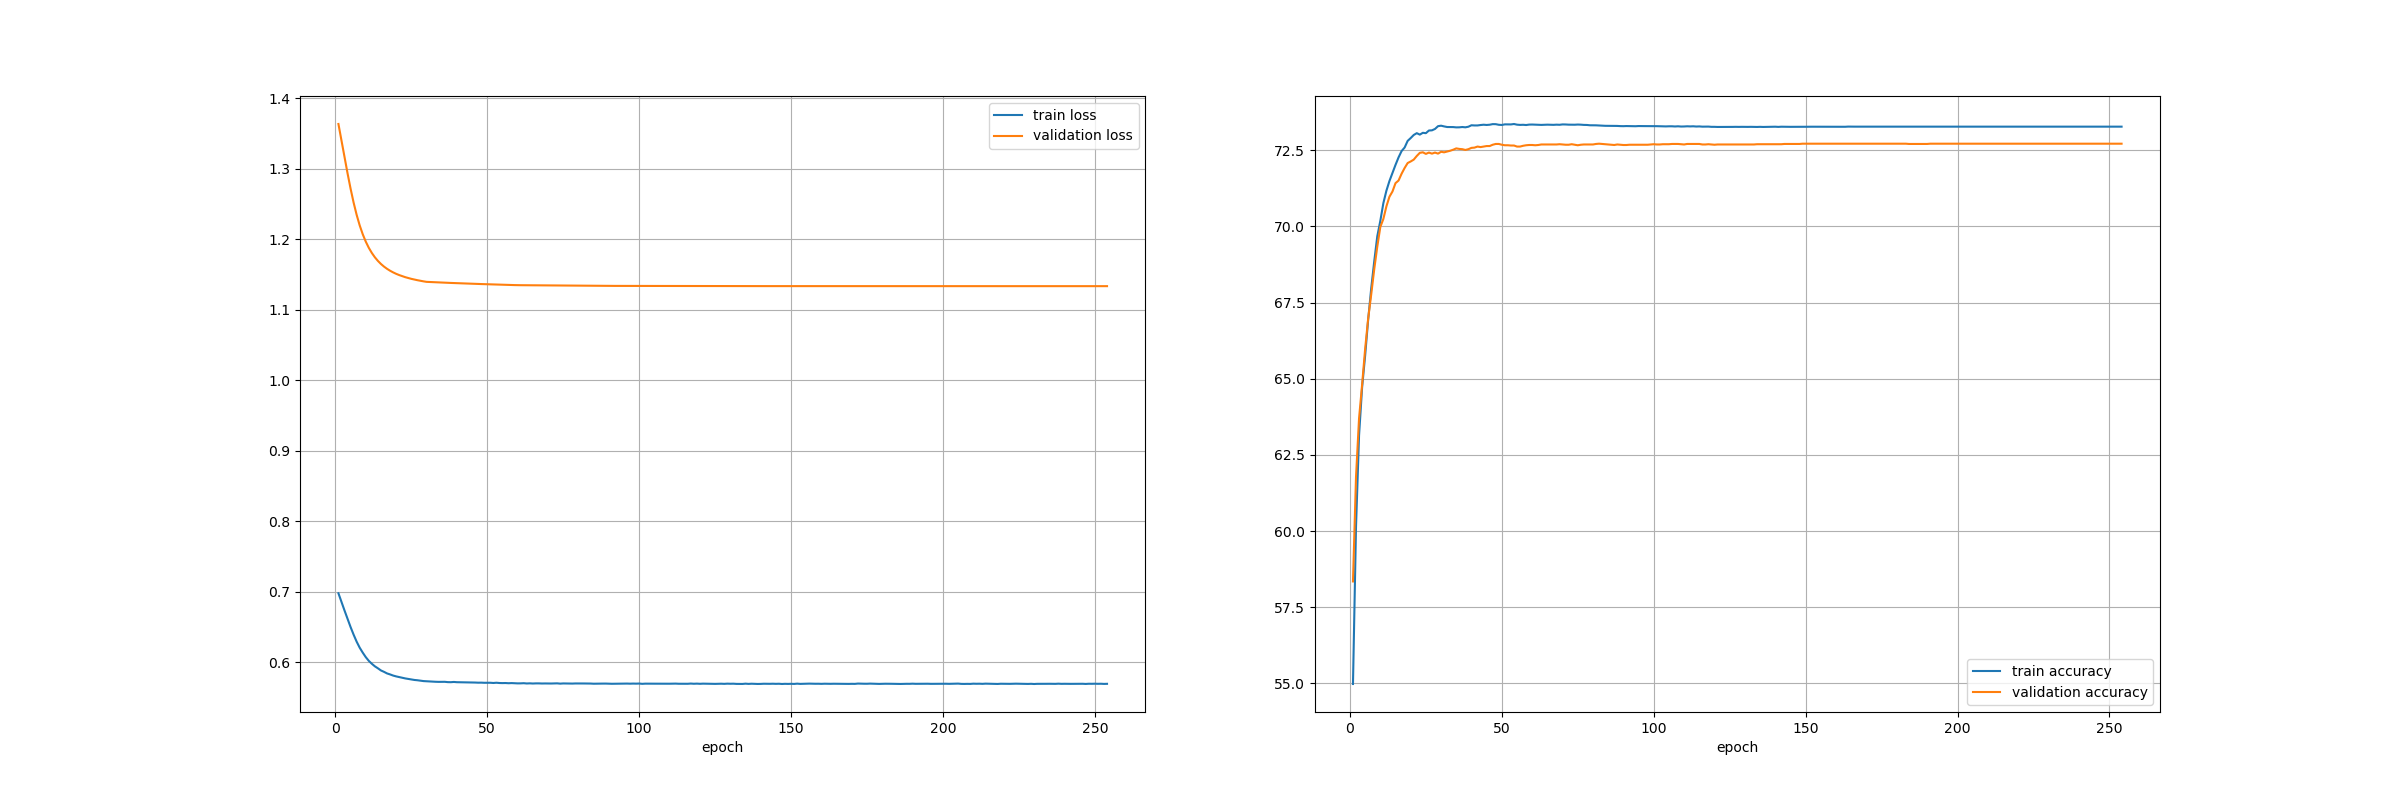 1.4
1.3
1.2
1.1
1.0
0.9
0.8
0.7
0.6
0 50 100 150 200 250
epoch
train loss
validation loss
72.5
70.0
67.5
65.0
62.5
60.0
57.5
55.0
0 50 100 150 200 250
epoch
train accuracy
validation accuracy